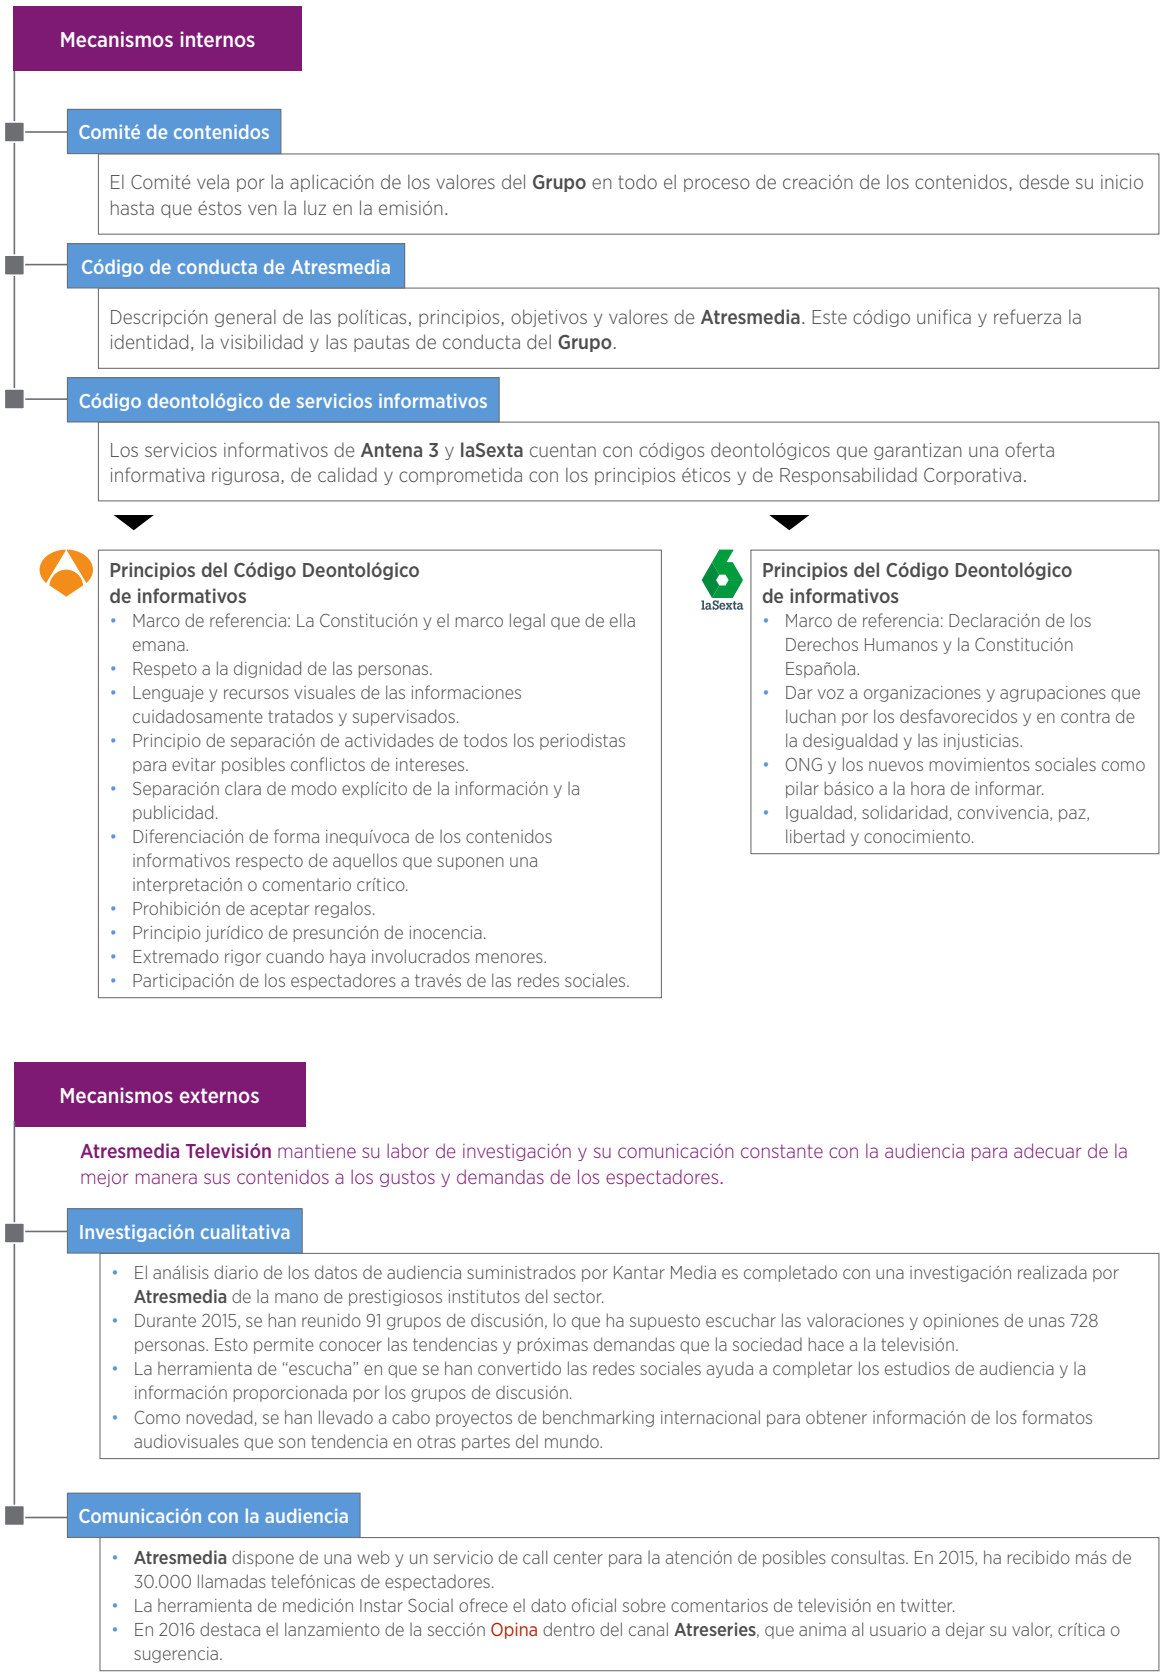 Mecanismos internos
Comité de contenidos
El Comité vela por la aplicación de los valores del Grupo en todo el proceso de creación de los contenidos, desde su inicio
hasta que éstos ven la luz en la emisión.
Código de conducta de Atresmedia
Descripción general de las políticas, principios, objetivos y valores de Atresmedia. Este código unifica y refuerza la
identidad, la visibilidad y las pautas de conducta del Grupo.
Código deontológico de servicios informativos
Los servicios informativos de Antena 3 y laSexta cuentan con códigos deontológicos que garantizan una oferta
informativa rigurosa, de calidad y comprometida con los principios éticos y de Responsabilidad Corporativa.
Principios del Código Deontológico
de informativos
• Marco de referencia: La Constitución y el marco legal que de ella
emana.
• Respeto a la dignidad de las personas.
• Lenguaje y recursos visuales de las informaciones
cuidadosamente tratados y supervisados.
• Principio de separación de actividades de todos los periodistas
para evitar posibles conflictos de intereses.
• Separación clara de modo explícito de la información y la
publicidad.
• Diferenciación de forma inequívoca de los contenidos
informativos respecto de aquellos que suponen una
interpretación o comentario crítico.
• Prohibición de aceptar regalos.
• Principio jurídico de presunción de inocencia.
• Extremado rigor cuando haya involucrados menores.
• Participación de los espectadores a través de las redes sociales.
laSexta
Principios del Código Deontológico
de informativos
• Marco de referencia: Declaración de los
Derechos Humanos y la Constitución
Española.
• Dar voz a organizaciones y agrupaciones que
luchan por los desfavorecidos y en contra de
la desigualdad y las injusticias.
• ONG y los nuevos movimientos sociales como
pilar básico a la hora de informar.
• Igualdad, solidaridad, convivencia, paz,
libertad y conocimiento.
Mecanismos externos
Atresmedia Televisión mantiene su labor de investigación y su comunicación constante con la audiencia para adecuar de la
mejor manera sus contenidos a los gustos y demandas de los espectadores.
Investigación cualitativa
• El análisis diario de los datos de audiencia suministrados por Kantar Media es completado con una investigación realizada por
Atresmedia de la mano de prestigiosos institutos del sector.
• Durante 2015, se han reunido 91 grupos de discusión, lo que ha supuesto escuchar las valoraciones y opiniones de unas 728
personas. Esto permite conocer las tendencias y próximas demandas que la sociedad hace a la televisión.
• La herramienta de “escucha” en que se han convertido las redes sociales ayuda a completar los estudios de audiencia y la
información proporcionada por los grupos de discusión.
• Como novedad, se han llevado a cabo proyectos de benchmarking internacional para obtener información de los formatos
audiovisuales que son tendencia en otras partes del mundo.
Comunicación con la audiencia
• Atresmedia dispone de una web y un servicio de call center para la atención de posibles consultas. En 2015, ha recibido más de
30.000 llamadas telefónicas de espectadores.
• La herramienta de medición Instar Social ofrece el dato oficial sobre comentarios de televisión en twitter.
• En 2016 destaca el lanzamiento de la sección Opina dentro del canal Atreseries, que anima al usuario a dejar su valor, crítica o
sugerencia.